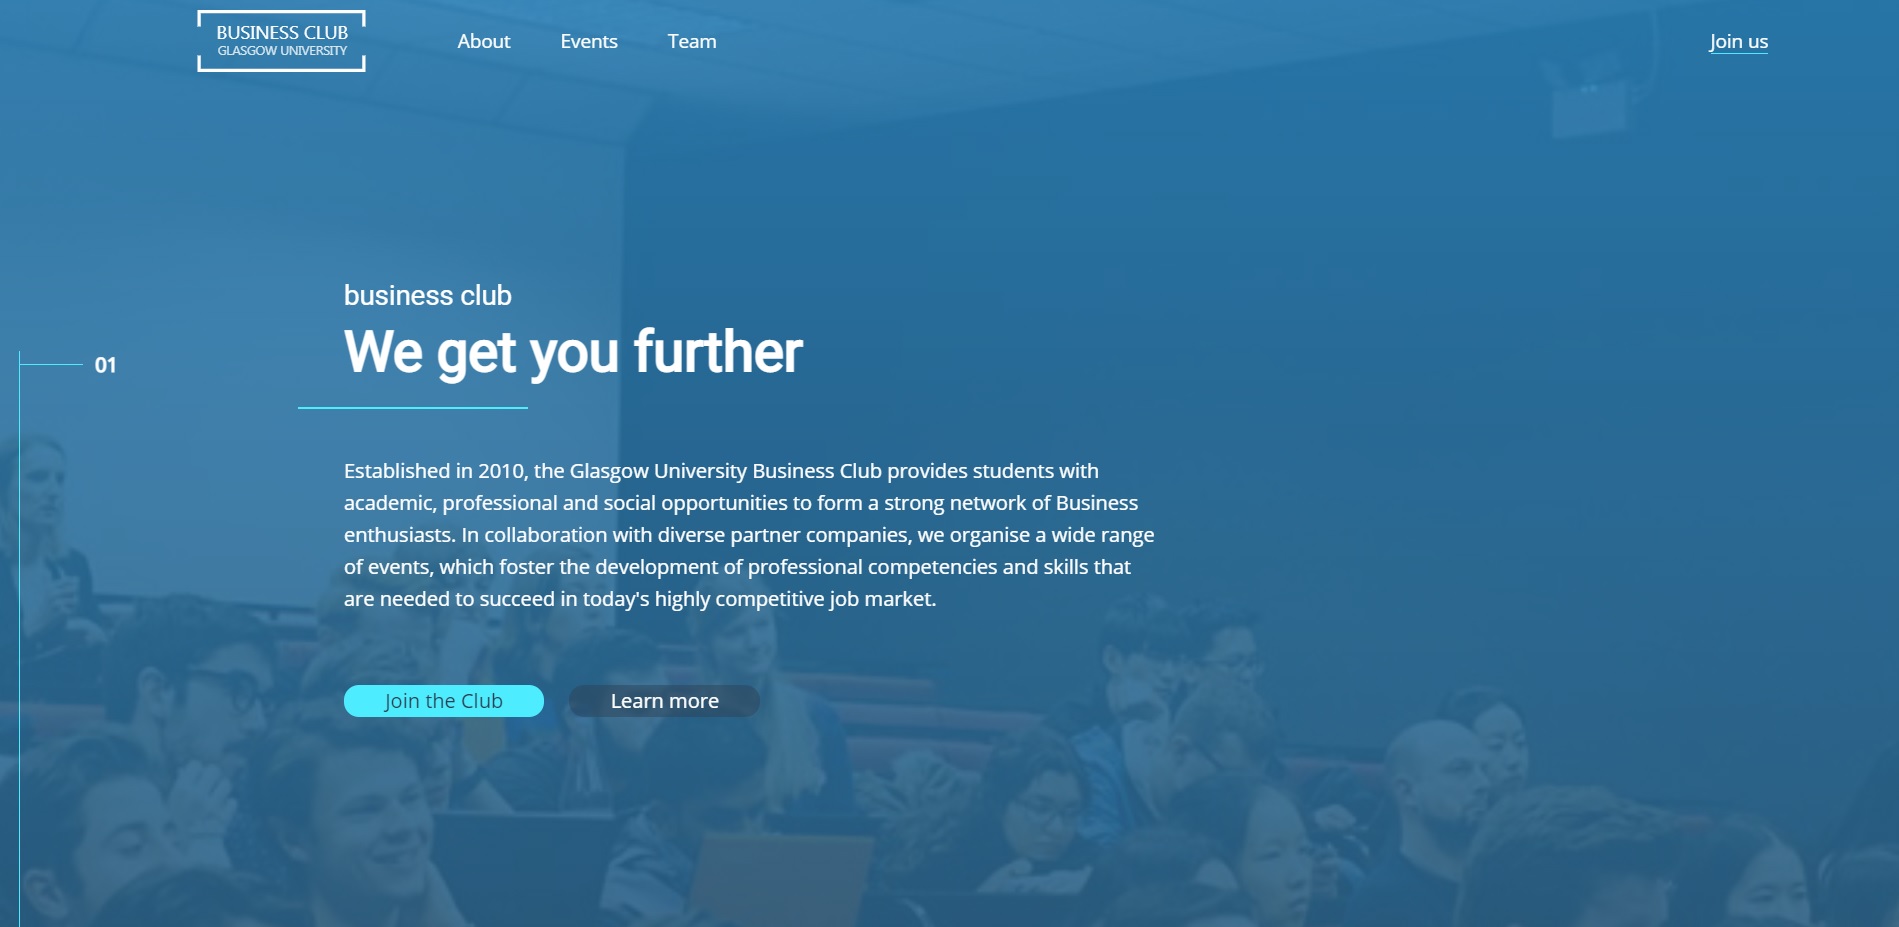 BUSINESS CLUB
GLASGOW UNIVERSITY
About
Events
Team
Join us
business club
We get you further
01
Established in 2010, the Glasgow University Business Club provides students with
academic, professional and social opportunities to form a strong network of Business
enthusiasts. In collaboration with diverse partner companies, we organise a wide range
of events, which foster the development of professional competencies and skills that
are needed to succeed in today's highly competitive job market.
Join the Club
Learn more